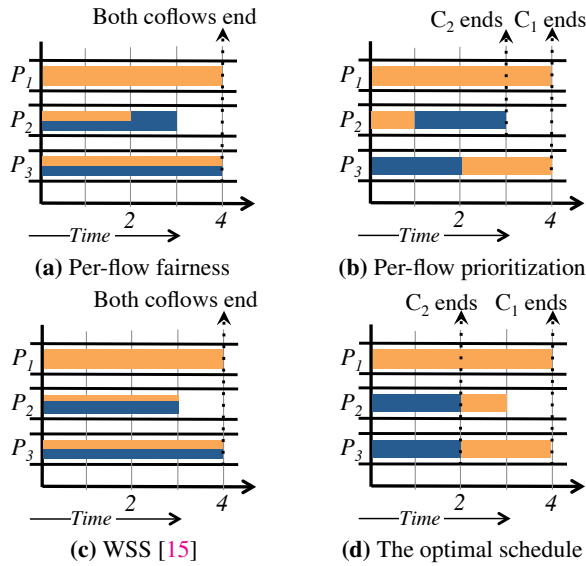 Both coflows end
P1
P2
P3
2 4
Time
(a) Per-flow fairness
C2 ends C1 ends
P1
P2
P3
2 4
Time
(b) Per-flow prioritization
Both coflows end
P1
P2
P3
2 4
Time
(c) WSS [15]
C2 ends C1 ends
P1
P2
P3
2 4
Time
(d) The optimal schedule